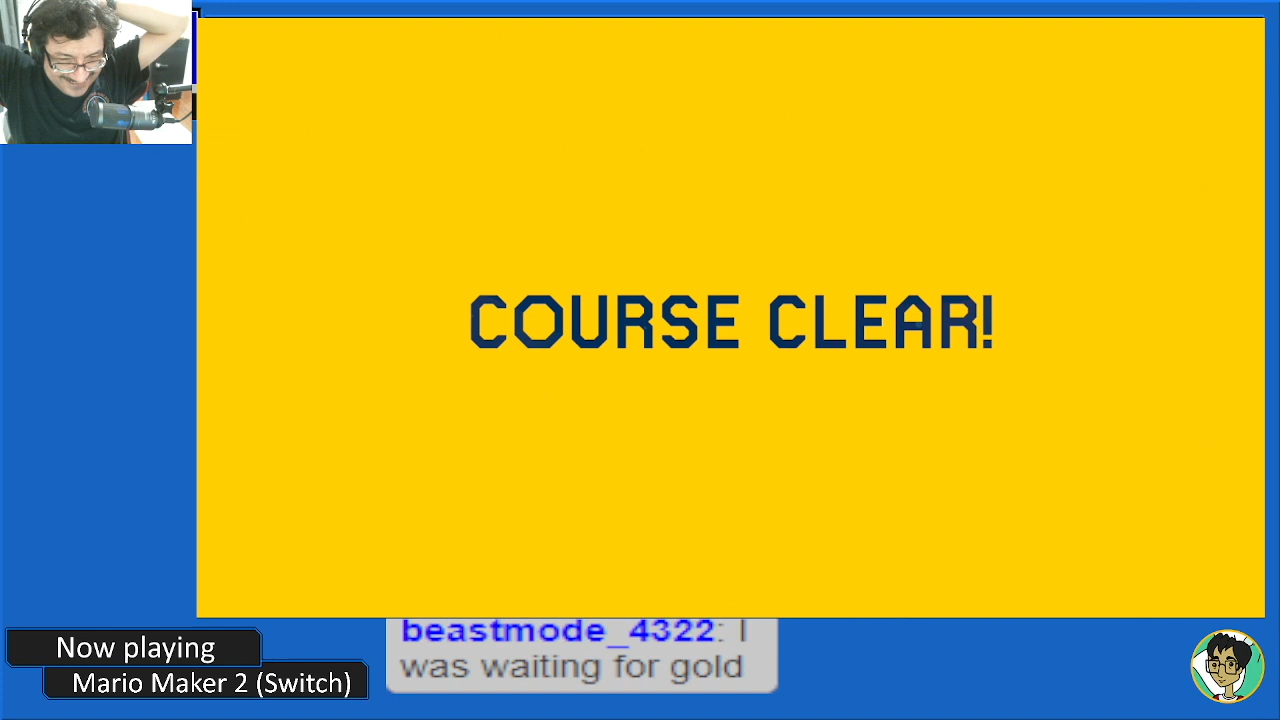 COURSE CLEAR!
beastmode_4322: I
was waiting for gold
Now playing
Mario Maker 2 (Switch)